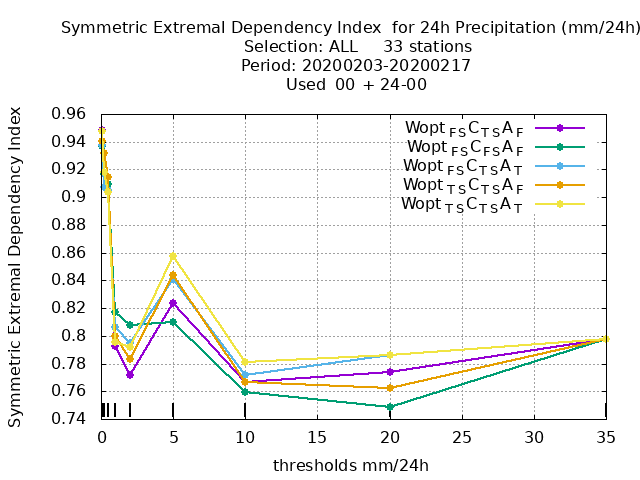 Symmetric Extremal Dependency Index  for 24h Precipitation (mm/24h)
Selection: ALL     33 stations
Period: 20200203-20200217
Used  00  + 24-00
Symmetric Extremal Dependency Index
0.96
0.94
0.92
0.9
0.88
0.86
0.84
0.82
0.8
0.78
0.76
0.74
Wopt FS C TS A F
Wopt FS C FS A F
Wopt FS C TS A T
Wopt TS C TS A F
Wopt TS C TS A T
0 5 10 15 20 25 30 35
thresholds mm/24h